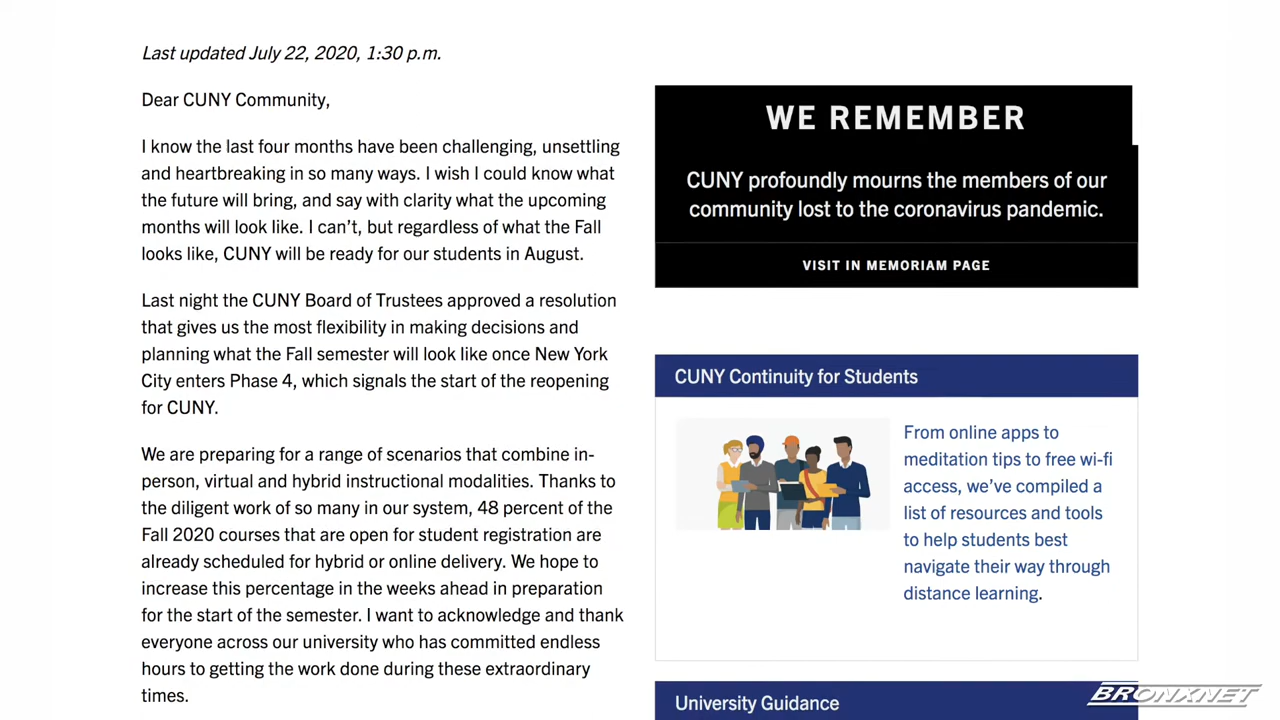 Last updated July 22, 2020, 1:30 p.m.
Dear CUNY Community,
I know the last four months have been challenging, unsettling
and heartbreaking in so many ways. I wish I could know what
the future will bring, and say with clarity what the upcoming
months will look like. I can't, but regardless of what the Fall
looks like, CUNY will be ready for our students in August.
Last night the CUNY Board of Trustees approved a resolution
that gives us the most flexibility in making decisions and
planning what the Fall semester will look like once New York
City enters Phase 4, which signals the start of the reopening
for CUNY.
We are preparing for a range of scenarios that combine in-
person, virtual and hybrid instructional modalities. Thanks to
the diligent work of so many in our system, 48 percent of the
Fall 2020 courses that are open for student registration are
already scheduled for hybrid or online delivery. We hope to
increase this percentage in the weeks ahead in preparation
for the start of the semester. I want to acknowledge and thank
everyone across our university who has committed endless
hours to getting the work done during these extraordinary
times.
WE REMEMBER
CUNY profoundly mourns the members of our
community lost to the coronavirus pandemic.
VISIT IN MEMORIAM PAGE
CUNY Continuity for Students
From online apps to
meditation tips to free wi-fi
access, we've compiled a
list of resources and tools
to help students best
navigate their way through
distance learning.
University Guidance
BRONXNET